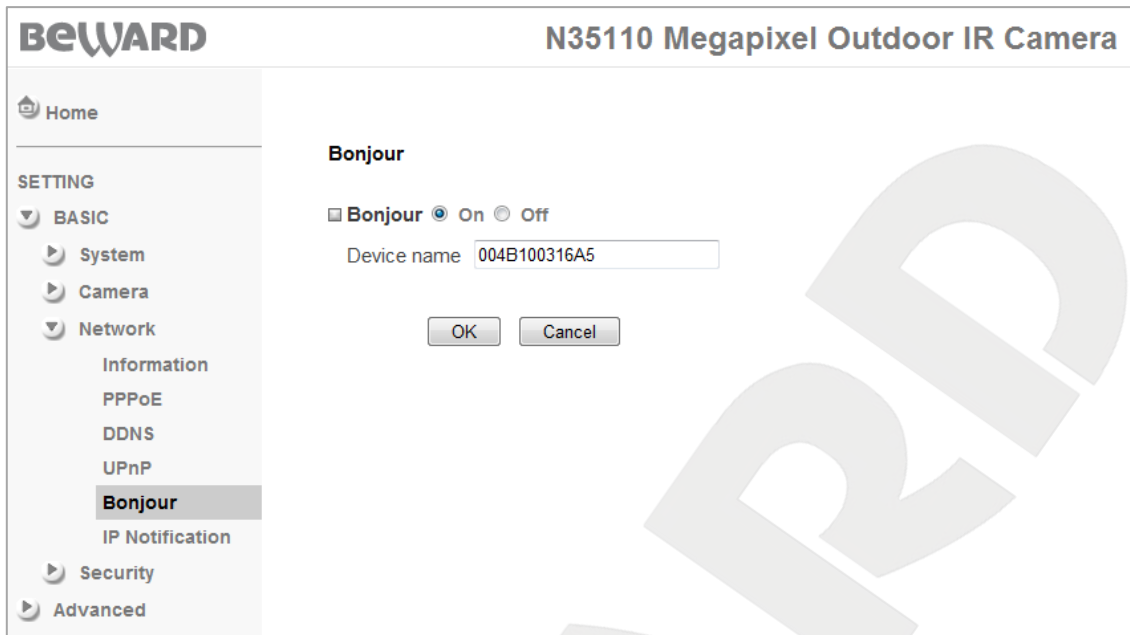 BEWARD
N35110 Megapixel Outdoor IR Camera
Home
SETTING
BASIC
System
Camera
Network
Information
PPPoE
DDNS
UPnP
Bonjour
IP Notification
Security
Advanced
Bonjour
Bonjour On Off
Device name 004B100316A5
OK Cancel
RD